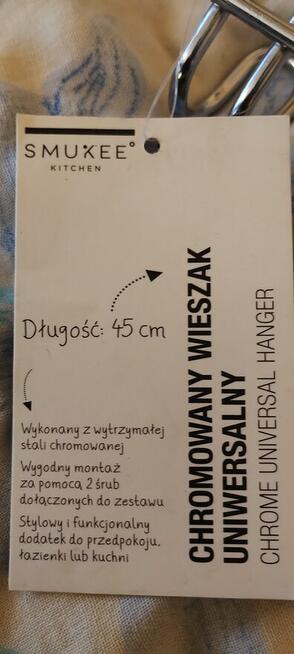 SMUKEE°
KITCHEN
Długość: 45 cm
Wykonany z wytrzymałej
stali chromowanej
Wygodny montaż
za pomocą 2 śrub
dołączonych do zestawu
Stylowy i funkcjonalny
dodatek do przedpokoju,
łazienki lub kuchni
CHROMOWANY WIESZAK
UNIWERSALNY
CHROME UNIVERSAL HANGER